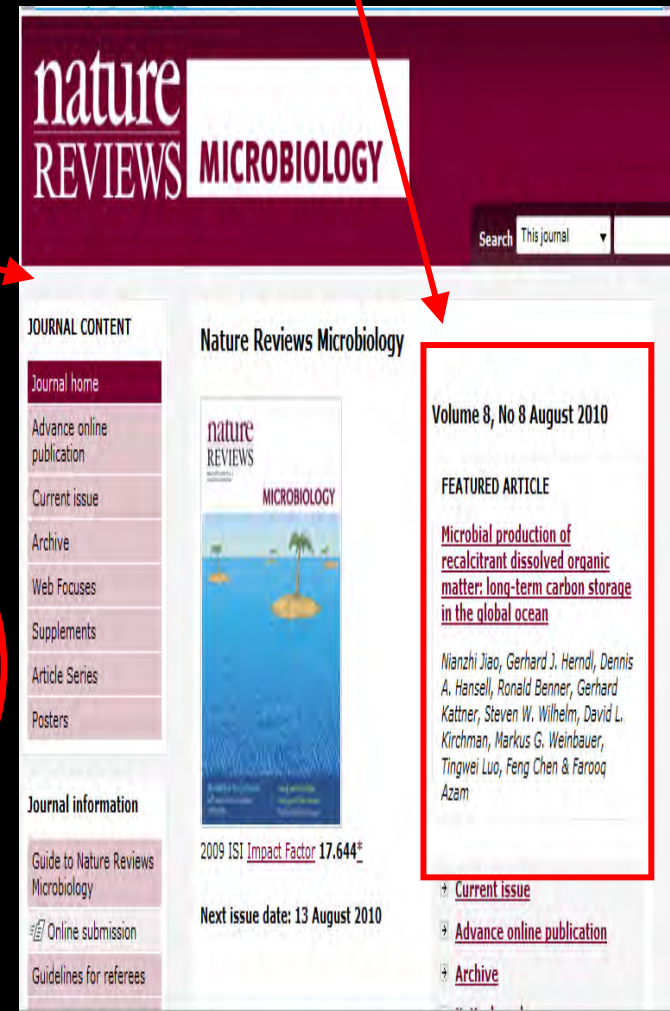 nature
REVIEWS
MICROBIOLOGY
Search This journal
JOURNAL CONTENT
Journal home
Advance online
publication
Current issue
Archive
Web Focuses
Supplements
Article Series
Posters
Journal information
Guide to Nature Reviews
Microbiology
Online submission
Guidelines for referees
Nature Reviews Microbiology
nature
REVIEWS
MICROBIOLOGY
2009 ISI Impact Factor 17.644*
Next issue date: 13 August 2010
Volume 8, No 8 August 2010
FEATURED ARTICLE
Microbial production of
recalcitrant dissolved organic
matter: long-term carbon storage
in the global ocean
Nianzhi Jiao, Gerhard J. Herndl, Dennis
A. Hansell, Ronald Benner, Gerhard
Kattner, Steven W. Wilhelm, David L.
Kirchman, Markus G. Weinbauer,
Tingwei Luo, Feng Chen & Farooq
Azam
Current issue
Advance online publication
Archive